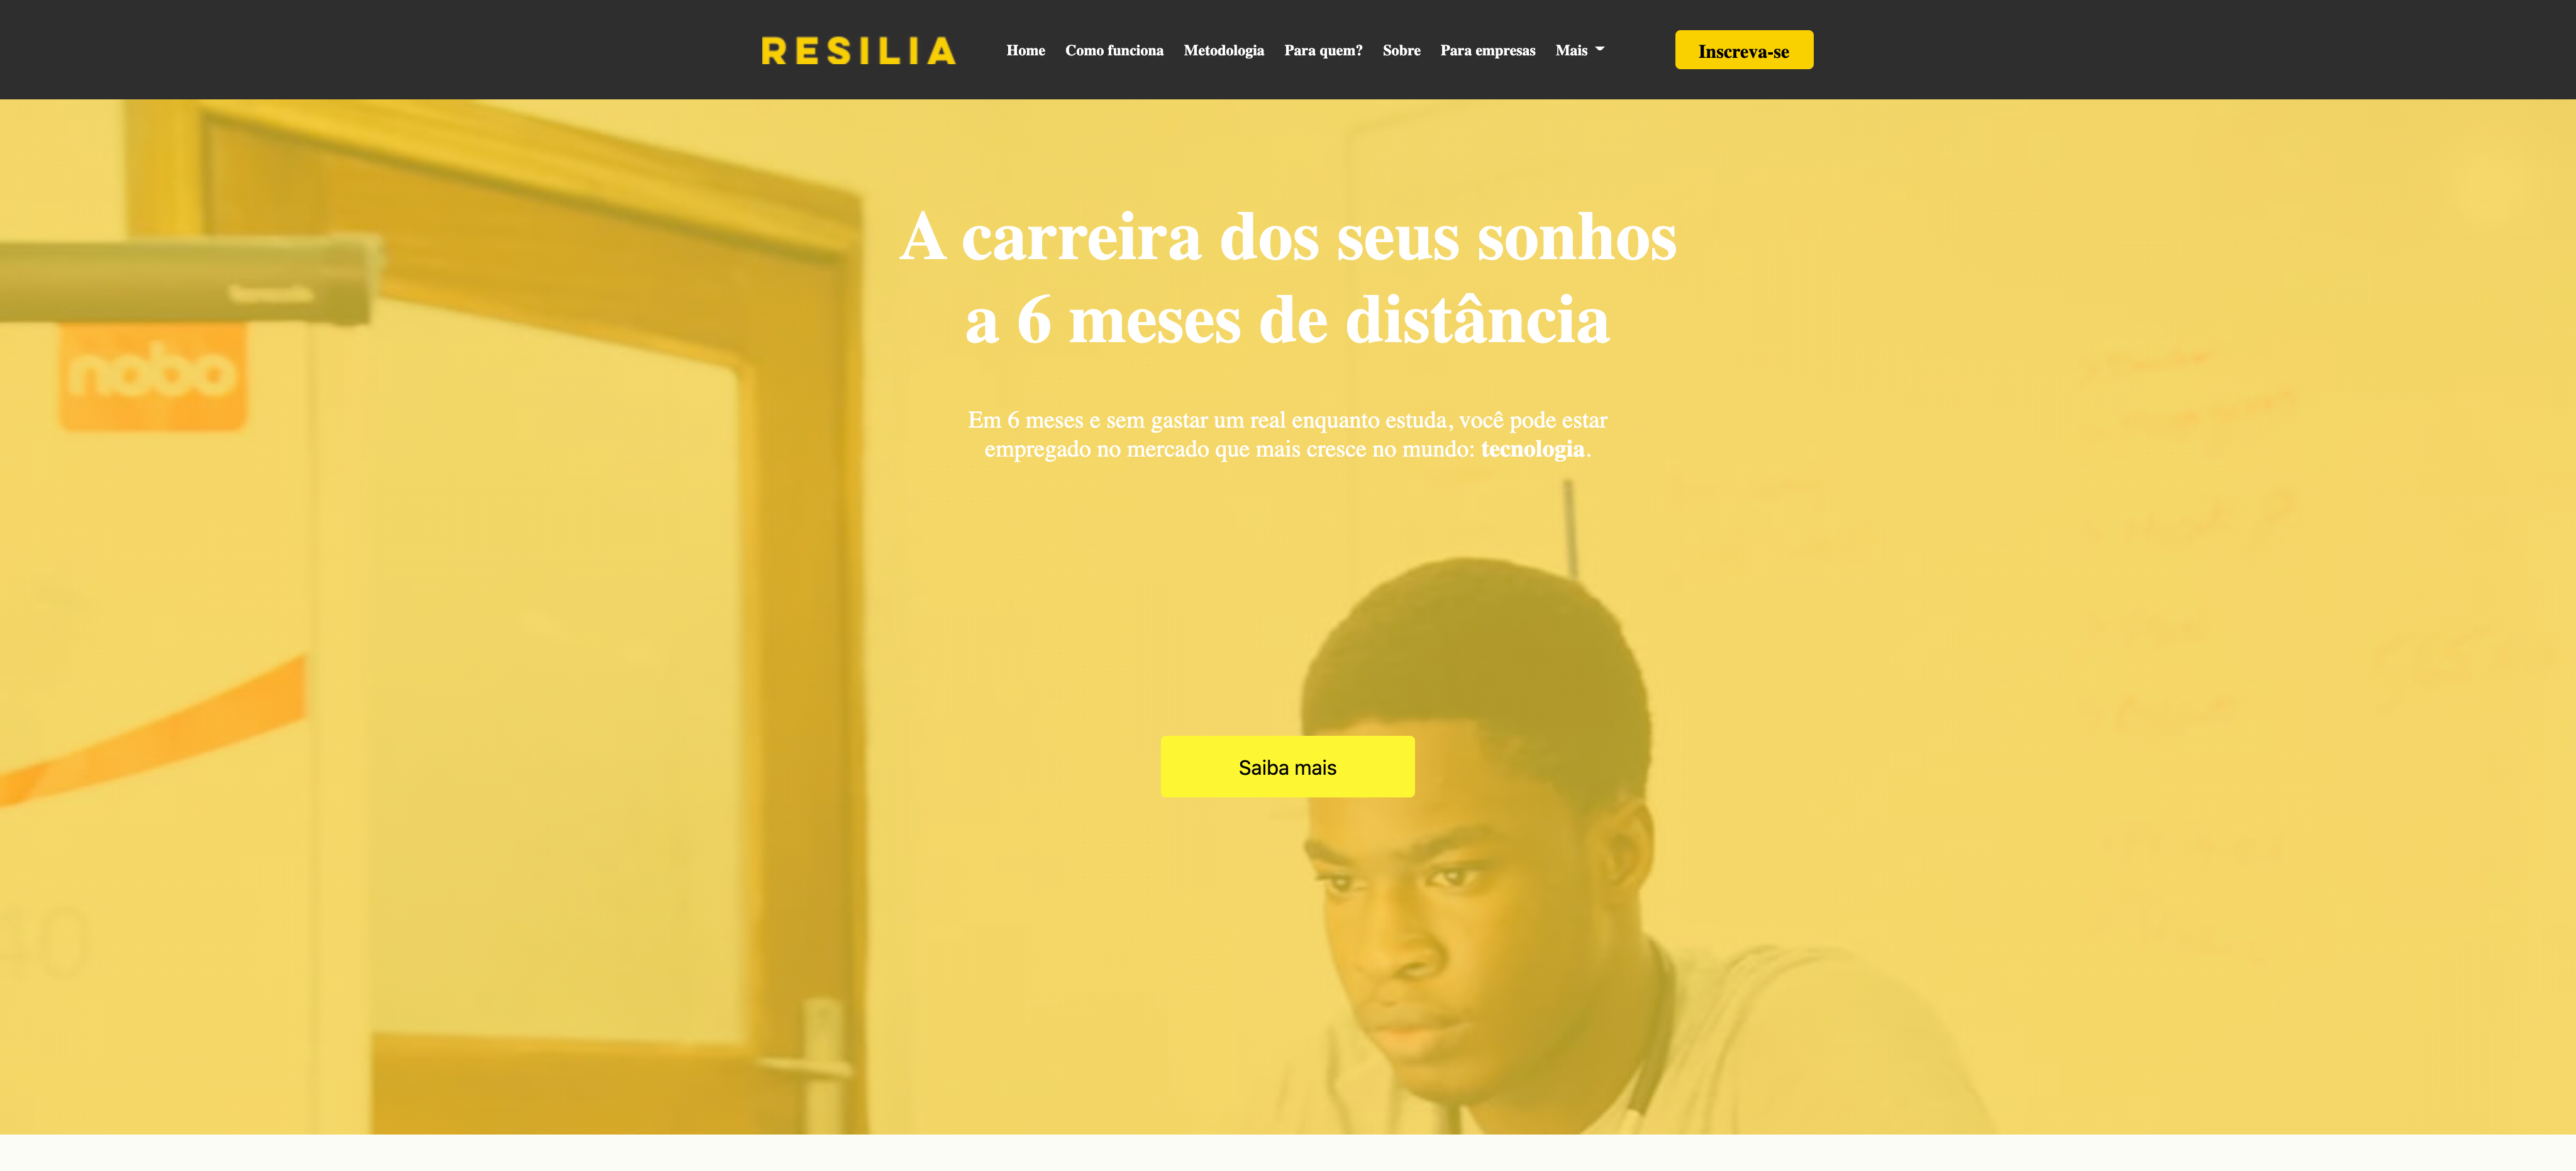 RESILIA
Home Como funciona Metodologia Para quem? Sobre Para empresas Mais
Inscreva-se
A carreira dos seus sonhos
a 6 meses de distância
nobo
Em 6 meses e sem gastar um real enquanto estuda, você pode estar
empregado no mercado que mais cresce no mundo: tecnologia.
Saiba mais
40